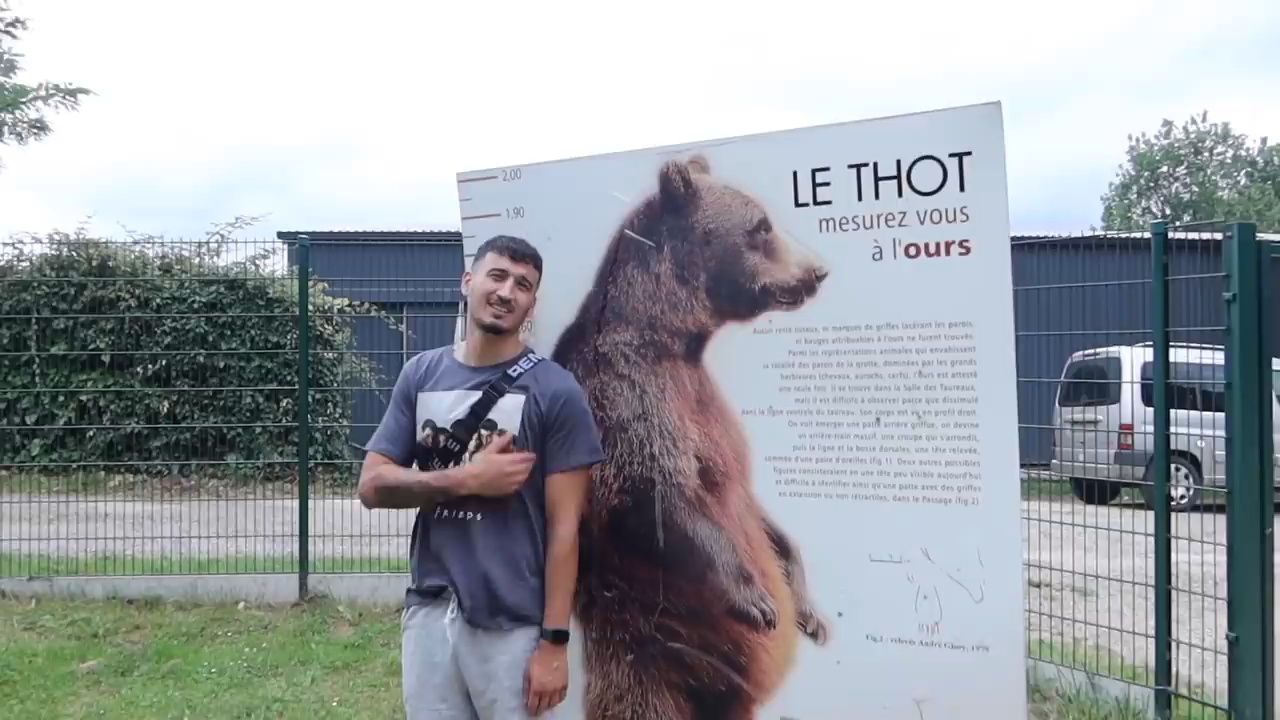 2,00
1,90
LE THOT
mesurez vous
à l'ours
Aucun reste osseux, ni marques de griffes lacérant les parois,
ni bauges attribuables à l'ours ne furent trouvés.
Parmi les représentations animales qui envahissent
la totalité des parois de la grotte, dominées par les grands
herbivores (chevaux, aurochs, cerfs), l'ours est attesté
une seule fois. Il se trouve dans la Salle des Taureaux,
mais il est difficile à observer parce que dissimulé
dans la ligne ventrale du taureau. Son corps est vu en profil droit.
On voit émerger une patte arrière griffue, on devine
un arrière-train massif, une croupe qui s'arrondit,
puis la ligne et la bosse dorsales, une tête relevée,
sommée d'une paire d'oreilles (fig.1). Deux autres possibles
figures consisteraient en une tête peu visible aujourd'hui
et difficile à identifier ainsi qu'une patte avec des griffes
en extension ou non rétractiles, dans le Passage (fig.2).
Fig.1 : relevés André Glory, 1978
,60
REM
FRIENDS